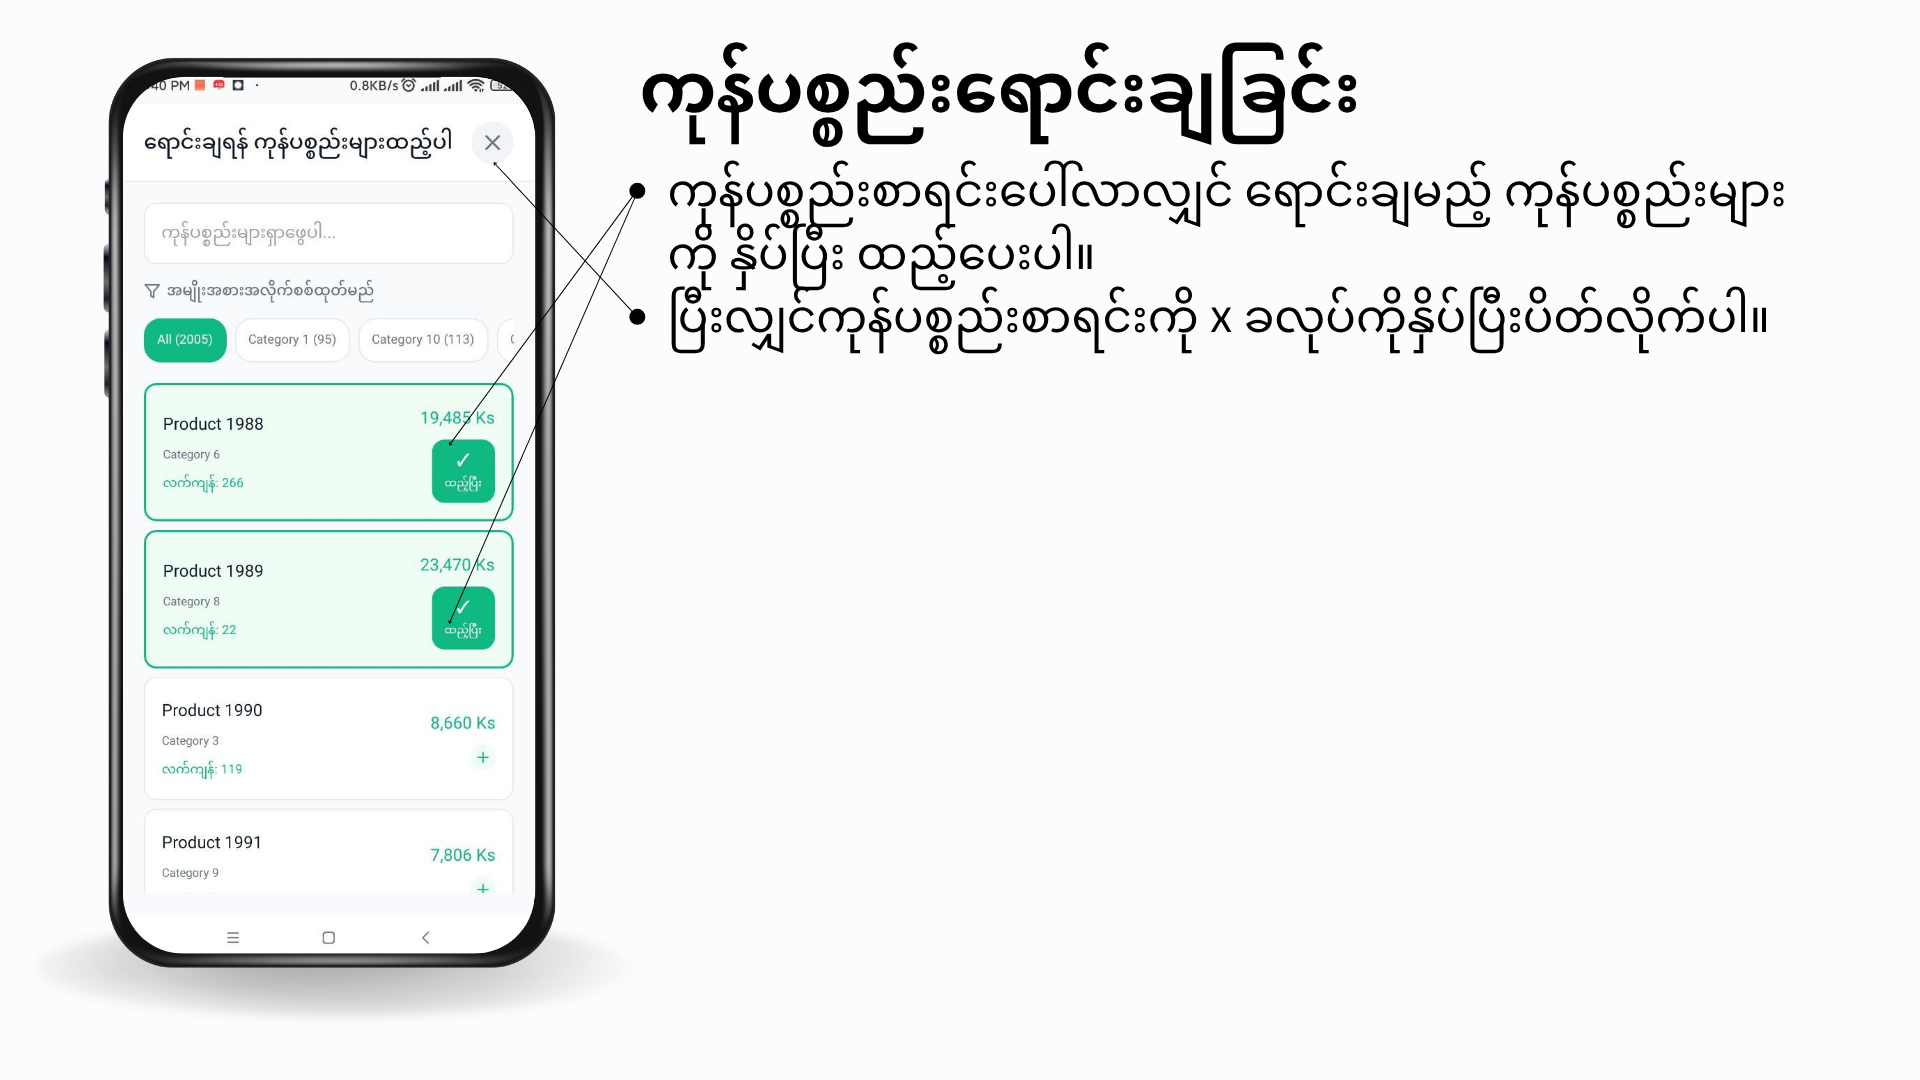 40 PM
0.8KB/s
ရောင်းချရန် ကုန်ပစ္စည်းများထည့်ပါ
ကုန်ပစ္စည်းများရှာဖွေပါ...
အမျိုးအစားအလိုက်စစ်ထုတ်မည်
All (2005) Category 1 (95) Category 10 (113)
Product 1988
19,485 Ks
Category 6
လက်ကျန်: 266
✓
ထည့်ပြီး
Product 1989
23,470 Ks
Category 8
လက်ကျန်: 22
✓
ထည့်ပြီး
Product 1990
8,660 Ks
Category 3
+
လက်ကျန်: 119
Product 1991
7,806 Ks
Category 9
+
ကုန်ပစ္စည်းရောင်းချခြင်း
• ကုန်ပစ္စည်းစာရင်းပေါ်လာလျှင် ရောင်းချမည့် ကုန်ပစ္စည်းများ
ကို နှိပ်ပြီး ထည့်ပေးပါ။
• ပြီးလျှင်ကုန်ပစ္စည်းစာရင်းကို x ခလုပ်ကိုနှိပ်ပြီးပိတ်လိုက်ပါ။